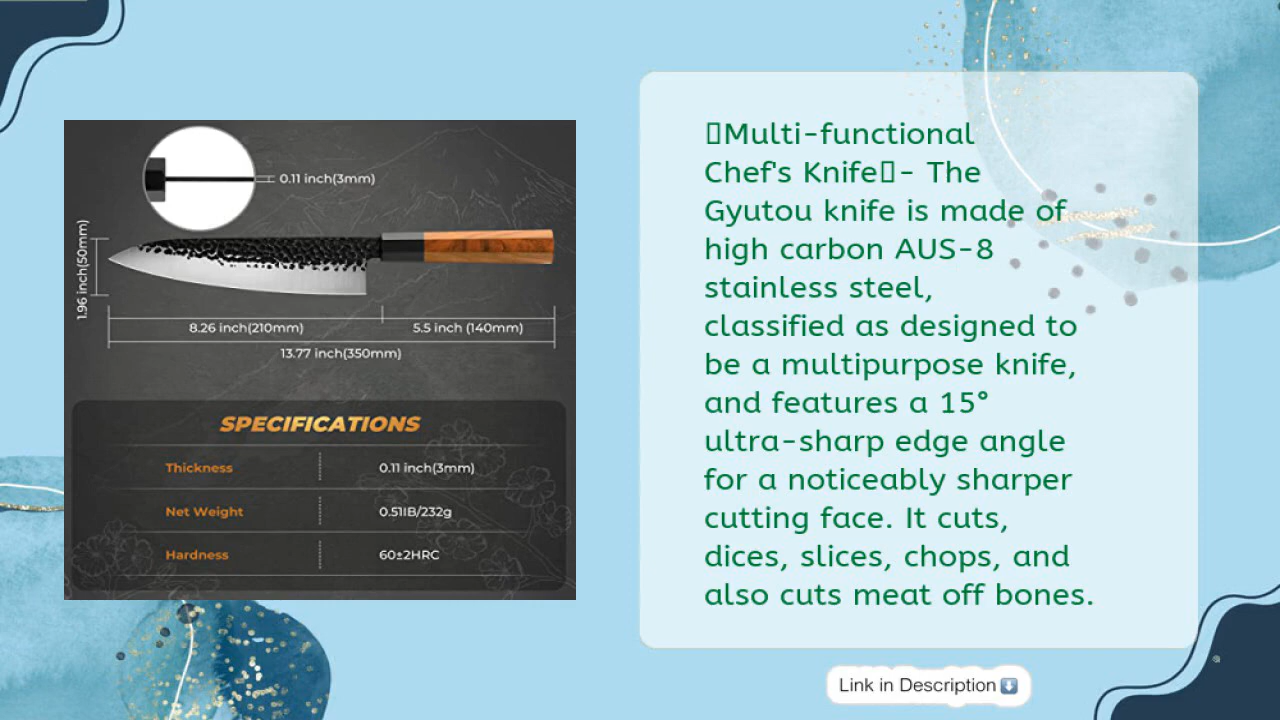 0.11 inch(3mm)
1.96 inch(50mm)
8.26 inch(210mm)
5.5 inch (140mm)
13.77 inch(350mm)
SPECIFICATIONS
Thickness 0.11 inch(3mm)
Net Weight 0.51IB/232g
Hardness 60±2HRC
▯Multi-functional
Chef's Knife▯- The
Gyutou knife is made of
high carbon AUS-8
stainless steel,
classified as designed to
be a multipurpose knife,
and features a 15°
ultra-sharp edge angle
for a noticeably sharper
cutting face. It cuts,
dices, slices, chops, and
also cuts meat off bones.
Link in Description⬇️